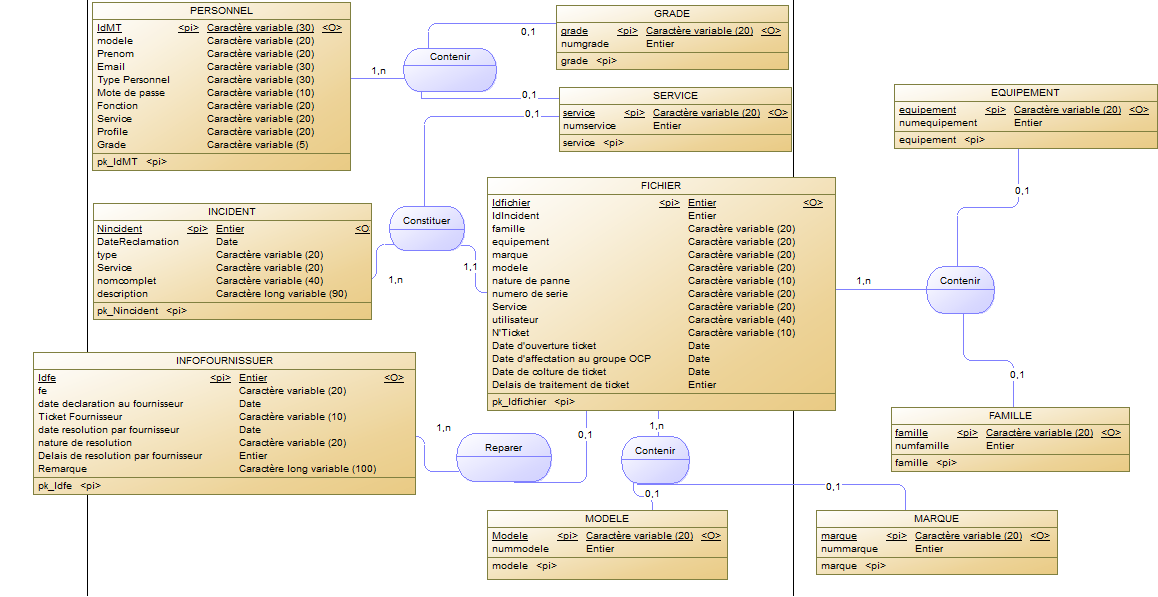 PERSONNEL
IdMT <pi> Caractère variable (30) <O>
modele Caractère variable (20)
Prenom Caractère variable (20)
Email Caractère variable (30)
Type Personnel Caractère variable (30)
Mote de passe Caractère variable (10)
Fonction Caractère variable (20)
Service Caractère variable (20)
Profile Caractère variable (20)
Grade Caractère variable (5)
pk_IdMT <pi>
1,n
Contenir
0,1
0,1
GRADE
grade <pi> Caractère variable (20) <O>
numgrade Entier
grade <pi>
SERVICE
service <pi> Caractère variable (20) <O>
numservice Entier
service <pi>
0,1
EQUIPEMENT
equipement <pi> Caractère variable (20) <O>
numequipement Entier
equipement <pi>
0,1
INCIDENT
Nincident <pi> Entier <O
DateReclamation Date
type Caractère variable (20)
Service Caractère variable (20)
nomcomplet Caractère variable (40)
description Caractère long variable (90)
pk_Nincident <pi>
Constituer
1,n
1,1
FICHIER
Idfichier <pi> Entier <O>
IdIncident Entier
famille Caractère variable (20)
equipement Caractère variable (20)
marque Caractère variable (20)
modele Caractère variable (20)
nature de panne Caractère variable (10)
numero de serie Caractère variable (20)
Service Caractère variable (20)
utilisateur Caractère variable (40)
N'Ticket Caractère variable (10)
Date d'ouverture ticket Date
Date d'affectation au groupe OCP Date
Date de colture de ticket Date
Delais de traitement de ticket Entier
pk_Idfichier <pi>
1,n
Contenir
0,1
INFOFOURNISSUER
Idfe <pi> Entier <O>
fe Caractère variable (20)
date declaration au fournisseur Date
Ticket Fournisseur Caractère variable (10)
date resolution par fournisseur Date
nature de resolution Caractère variable (20)
Delais de resolution par fournisseur Entier
Remarque Caractère long variable (100)
pk_Idfe <pi>
1,n
Reparer
0,1
1,n
Contenir
0,1
0,1
FAMILLE
famille <pi> Caractère variable (20) <O>
numfamille Entier
famille <pi>
MODELE
Modele <pi> Caractère variable (20) <O>
nummodele Entier
modele <pi>
MARQUE
marque <pi> Caractère variable (20) <O>
nummarque Entier
marque <pi>